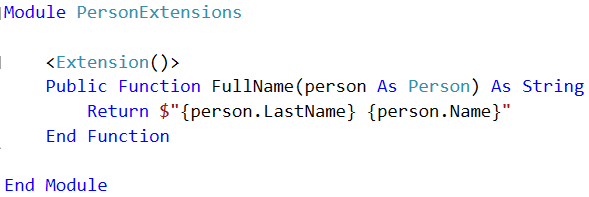 Module PersonExtensions
<Extension()>
Public Function FullName(person As Person) As String
Return $"{person.LastName} {person.Name}"
End Function
End Module